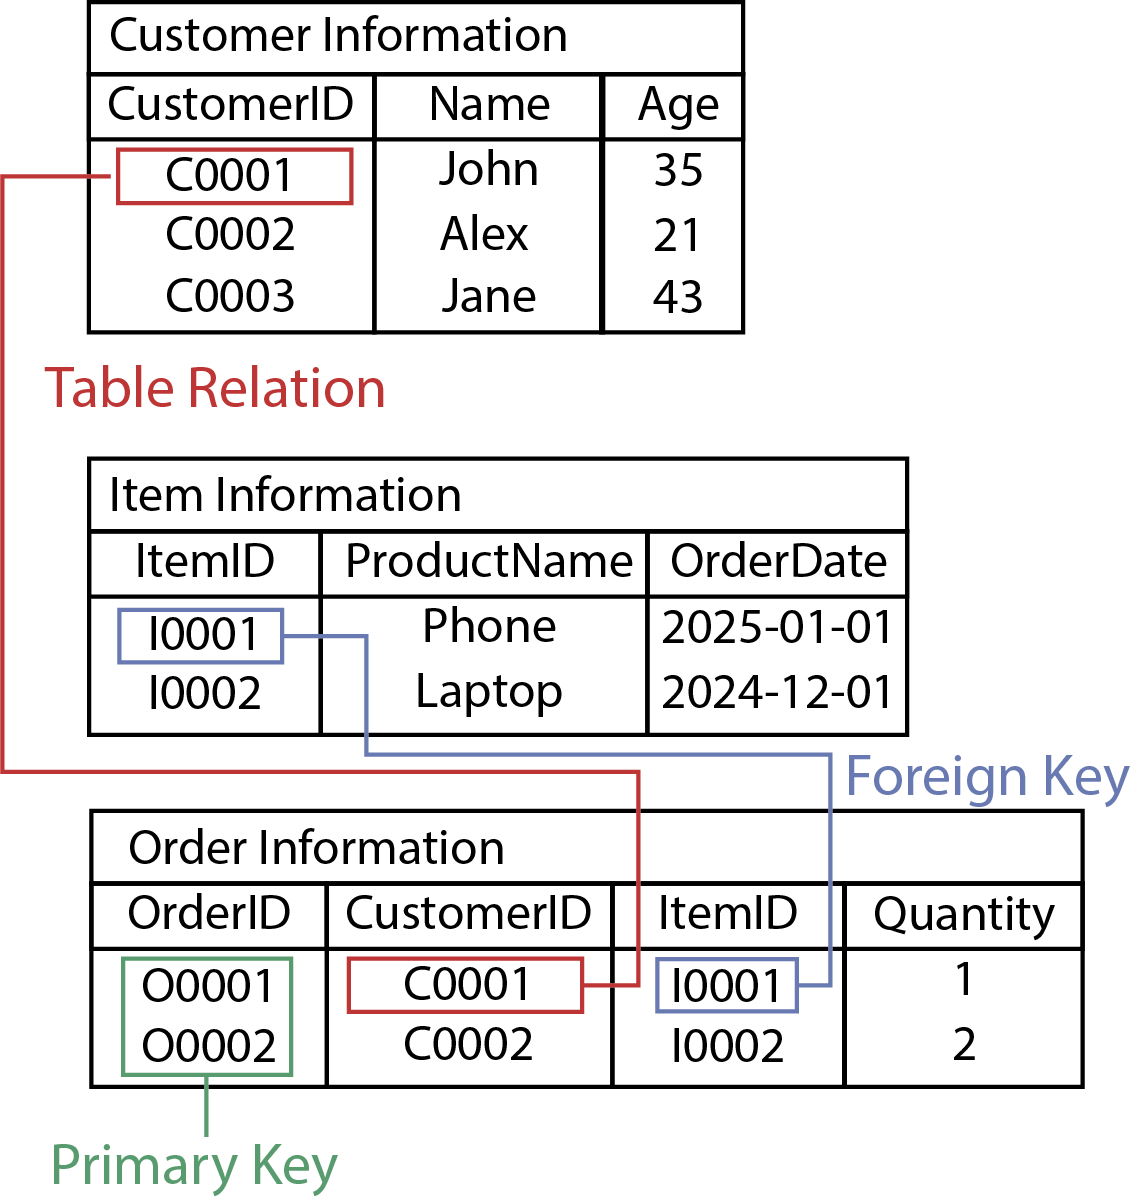 Customer Information
CustomerID Name Age
C0001 John 35
C0002 Alex 21
C0003 Jane 43
Table Relation
Item Information
ItemID ProductName OrderDate
I0001 Phone 2025-01-01
I0002 Laptop 2024-12-01
Foreign Key
Order Information
OrderID CustomerID ItemID Quantity
O0001 C0001 I0001 1
O0002 C0002 I0002 2
Primary Key